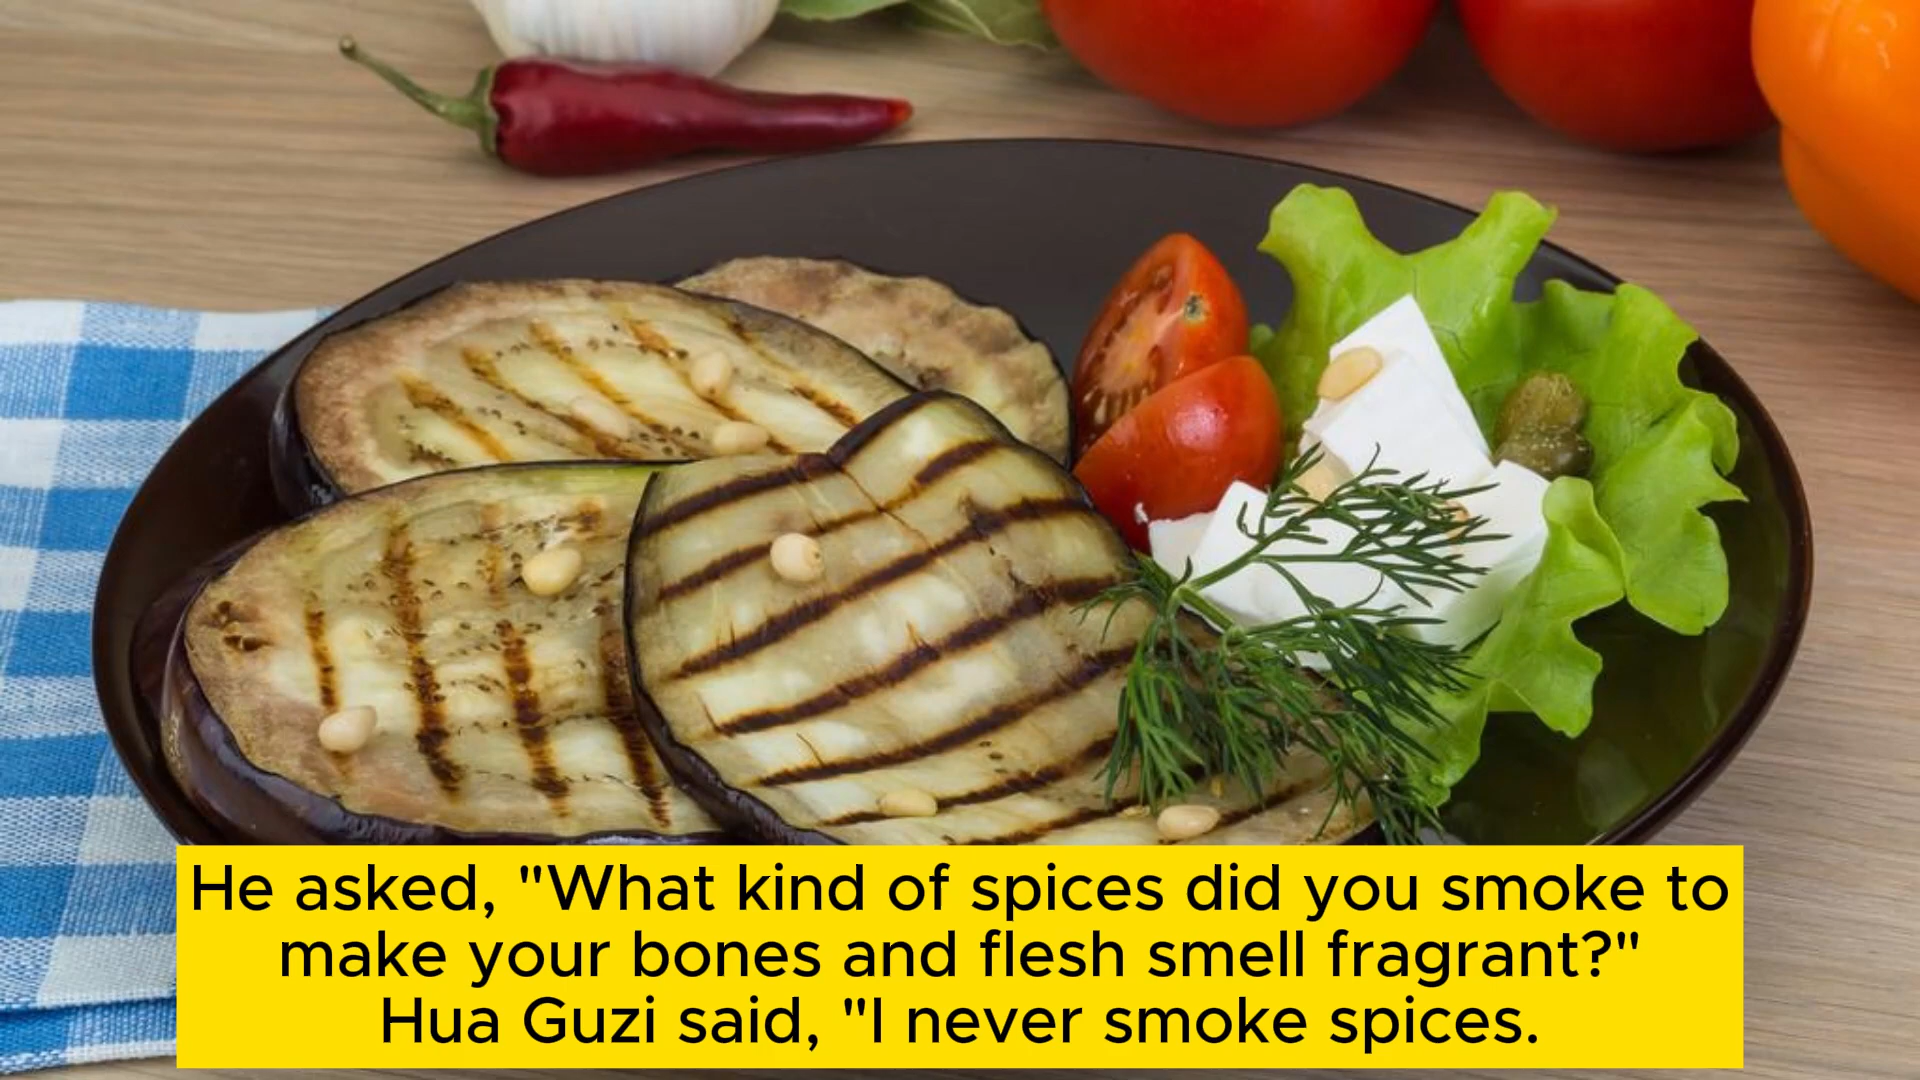 He asked, "What kind of spices did you smoke to
make your bones and flesh smell fragrant?"
Hua Guzi said, "I never smoke spices.